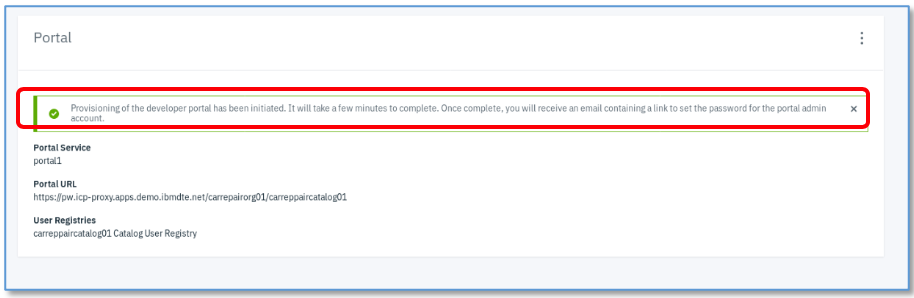 Portal
Provisioning of the developer portal has been initiated. It will take a few minutes to complete. Once complete, you will receive an email containing a link to set the password for the portal admin
account.
Portal Service
portal1
Portal URL
https://pw.icp-proxy.apps.demo.ibmdte.net/carrepairorg01/carreppaircatalog01
User Registries
carreppaircatalog01 Catalog User Registry